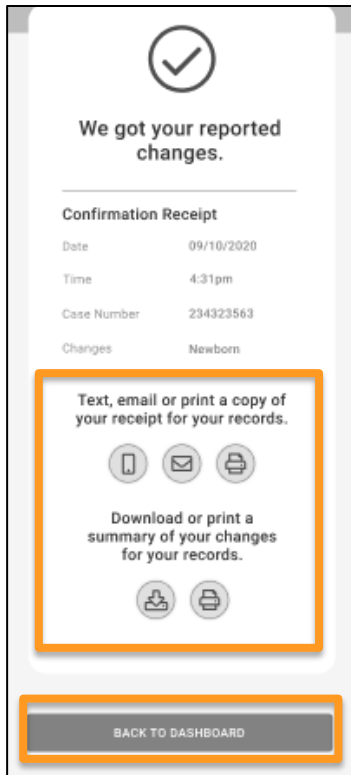 We got your reported
changes.
Confirmation Receipt
Date 09/10/2020
Time 4:31pm
Case Number 234323563
Changes Newborn
Text, email or print a copy of
your receipt for your records.
Download or print a
summary of your changes
for your records.
BACK TO DASHBOARD